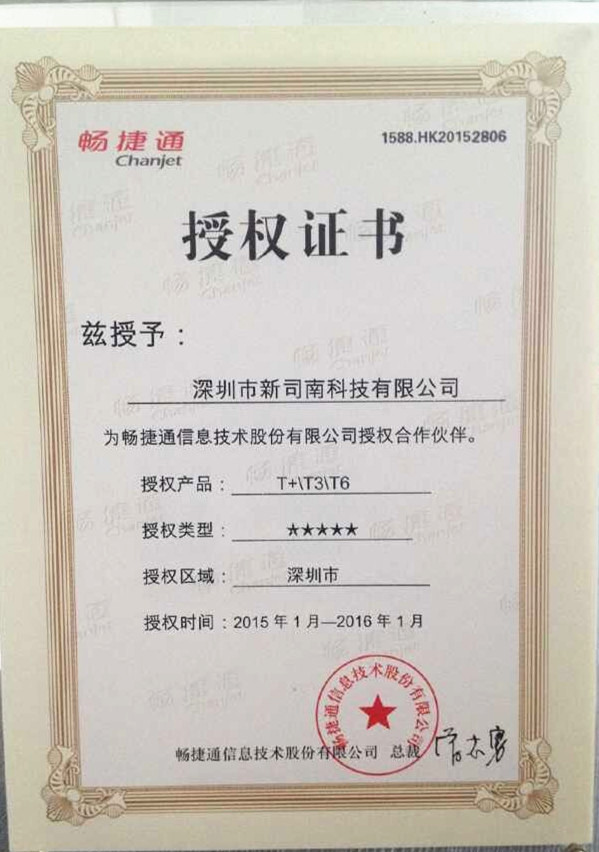 畅捷通
Chanjet
1588.HK20152806
授权证书
兹授予：
深圳市新司南科技有限公司
为畅捷通信息技术股份有限公司授权合作伙伴。
授权产品： T+\T3\T6
授权类型： ★★★★★
授权区域： 深圳市
授权时间：2015年1月—2016年1月
畅捷通信息技术股份有限公司
畅捷通信息技术股份有限公司 总裁